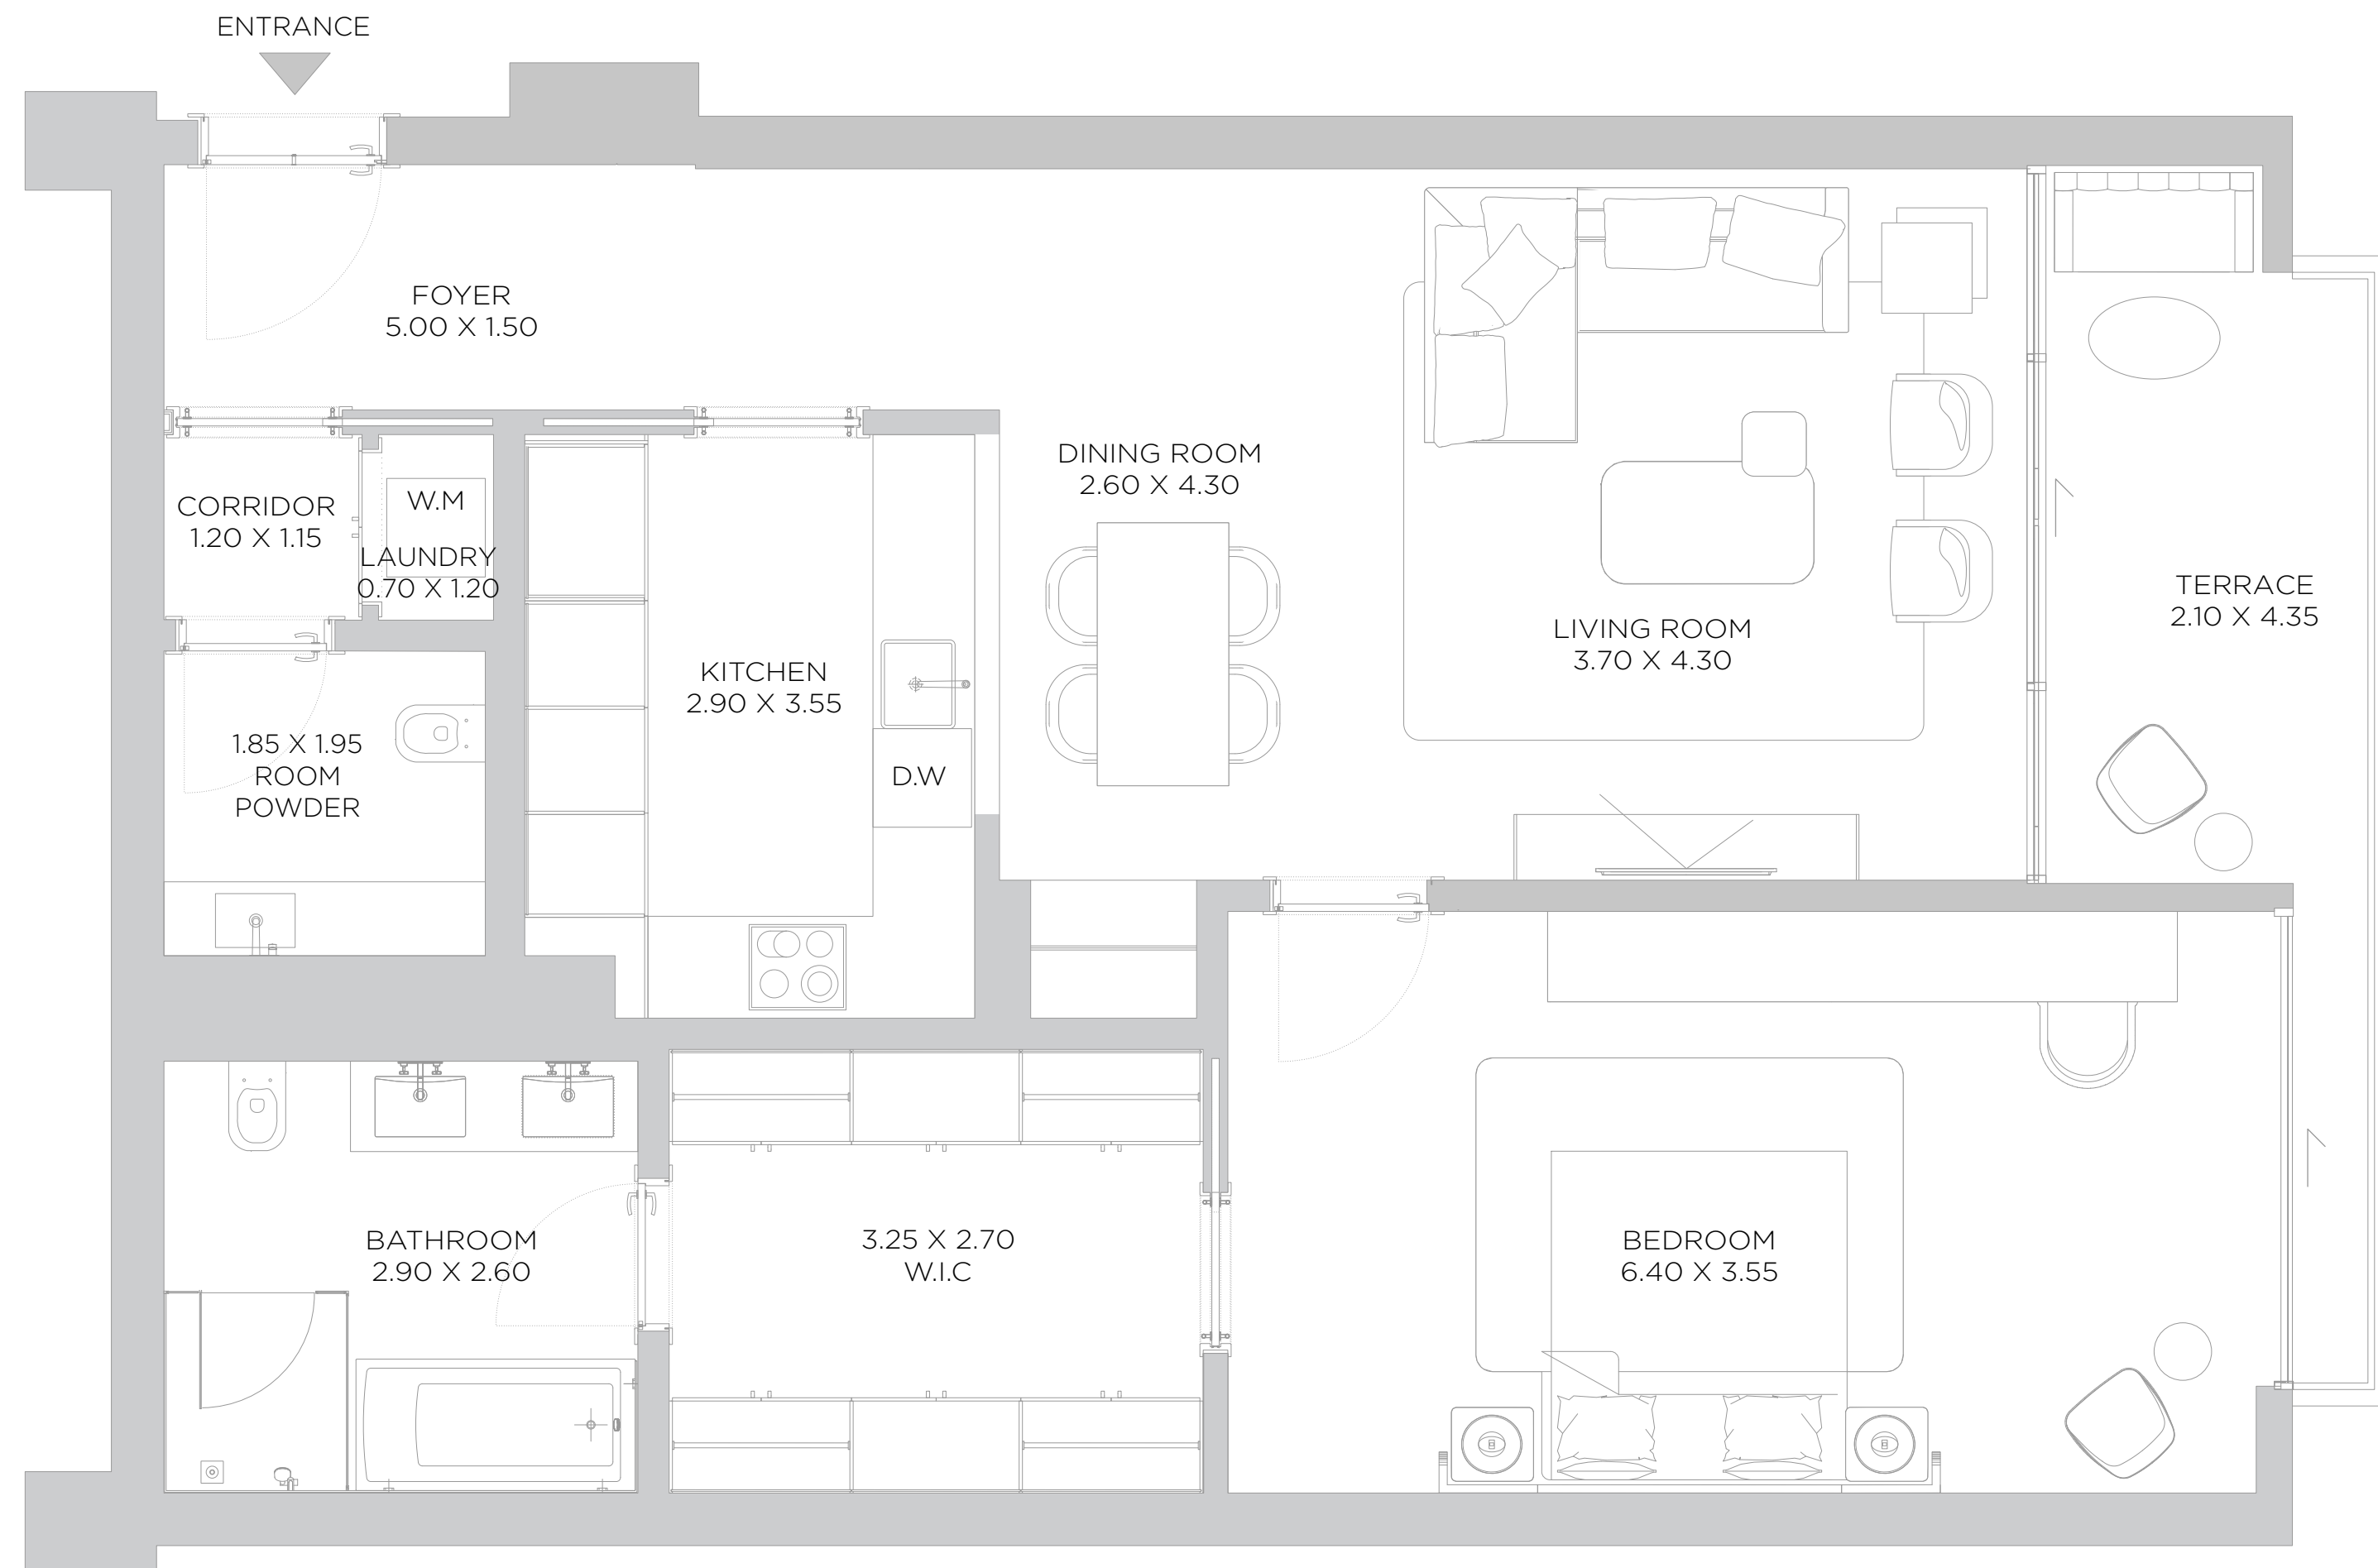 ENTRANCE
FOYER
5.00 X 1.50
CORRIDOR
1.20 X 1.15
W.M
LAUNDRY
0.70 X 1.20
1.85 X 1.95
ROOM
POWDER
KITCHEN
2.90 X 3.55
D.W
DINING ROOM
2.60 X 4.30
LIVING ROOM
3.70 X 4.30
TERRACE
2.10 X 4.35
BATHROOM
2.90 X 2.60
3.25 X 2.70
W.I.C
BEDROOM
6.40 X 3.55